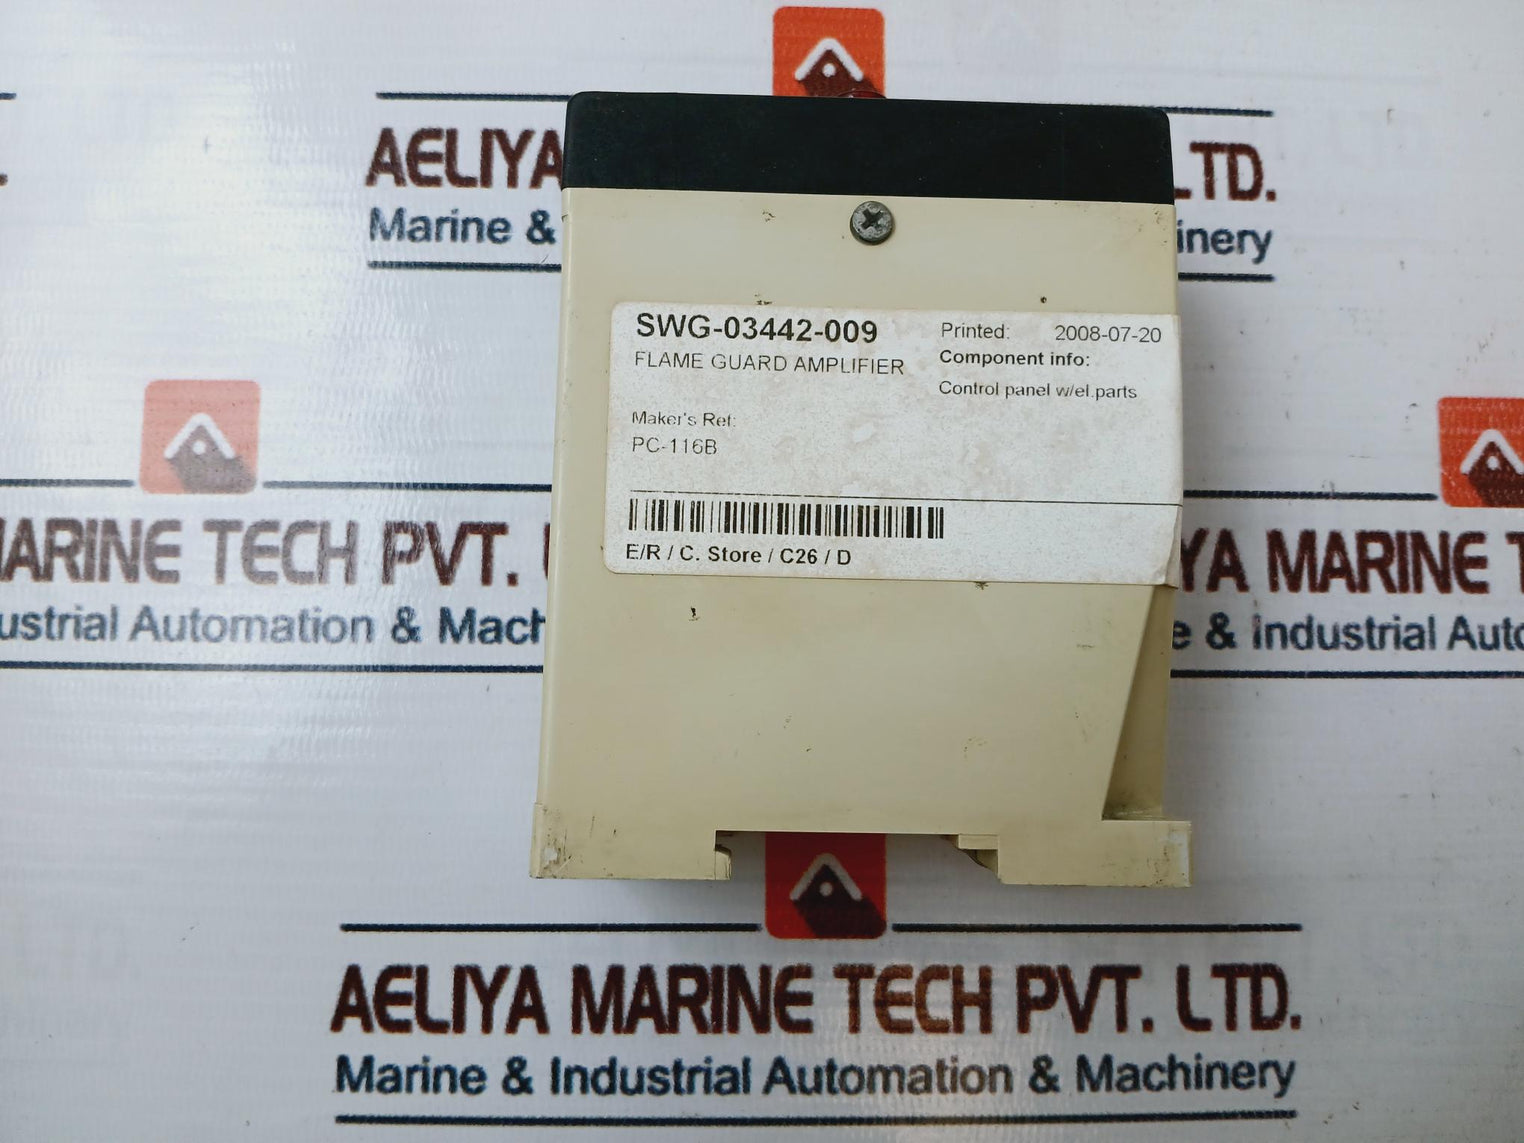 AELIYA LTD.
Marine & inery
SWG-03442-009
FLAME GUARD AMPLIFIER
Maker's Ref:
PC-116B
Printed: 2008-07-20
Component info:
Control panel w/el.parts
E/R / C. Store / C26 / D
MARINE TECH PVT. YA MARINE T
ustrial Automation & Mach e & Industrial Auto
AELIYA MARINE TECH PVT. LTD.
Marine & Industrial Automation & Machinery